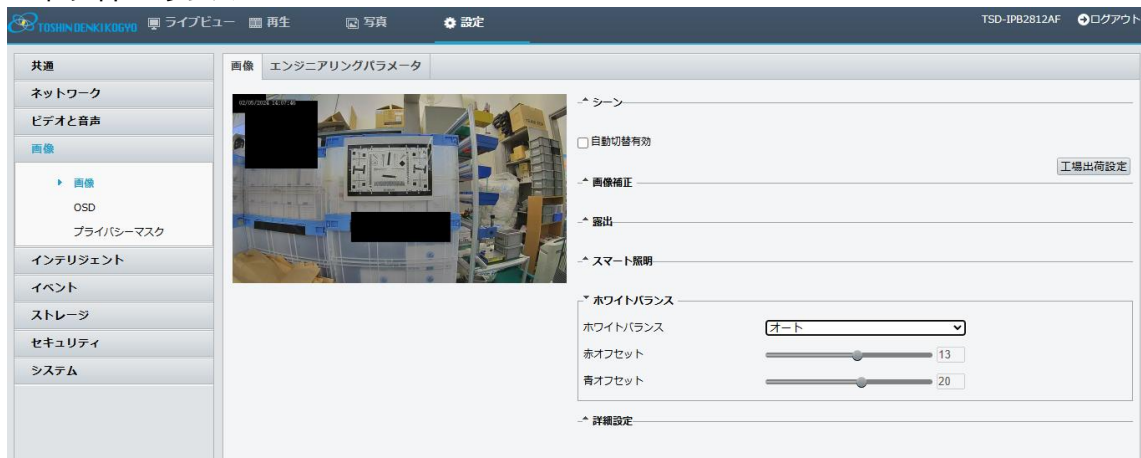 TOSHIN DENKI KOGYO ライブビュー 再生 写真 設定 TSD-IPB2812AF ログアウト
共通
ネットワーク
ビデオと音声
画像
画像
OSD
プライバシーマスク
インテリジェント
イベント
ストレージ
セキュリティ
システム
画像 エンジニアリングパラメータ
シーン
自動切替有効
工場出荷設定
画像補正
露出
スマート照明
ホワイトバランス
ホワイトバランス オート
赤オフセット 13
青オフセット 20
詳細設定